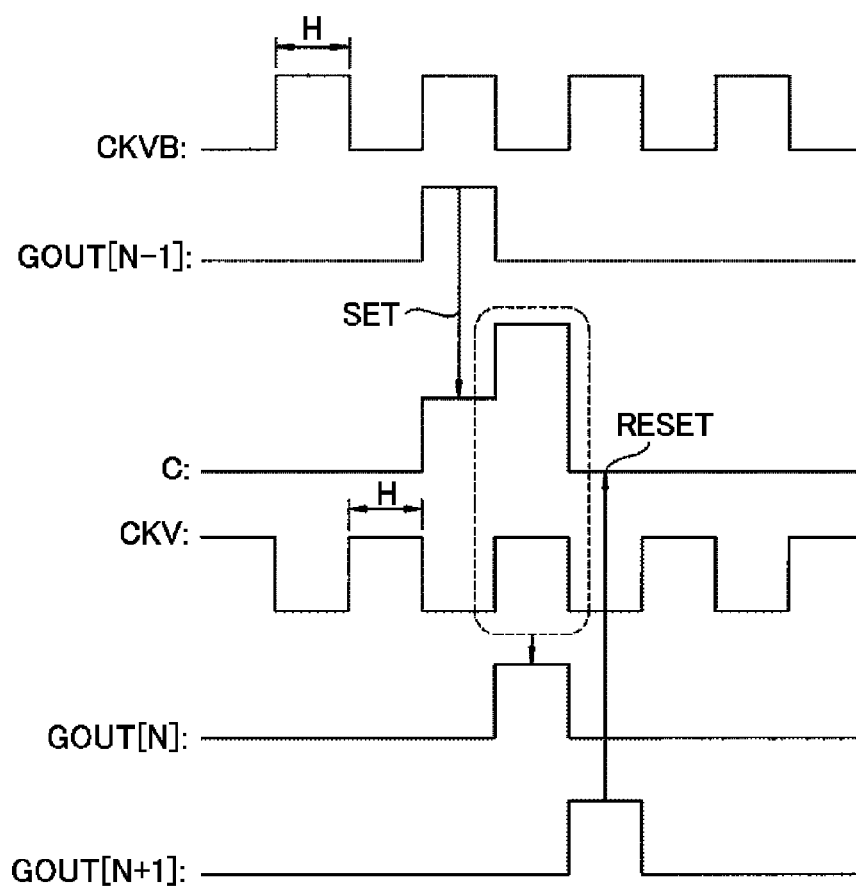 H
CKVB:
GOUT[N-1]:
SET
RESET
C:
H
CKV:
GOUT[N]:
GOUT[N+1]: